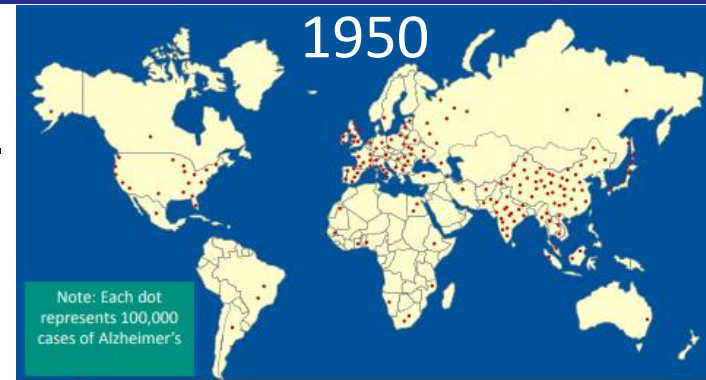 1950
Note: Each dot
represents 100,000
cases of Alzheimer's